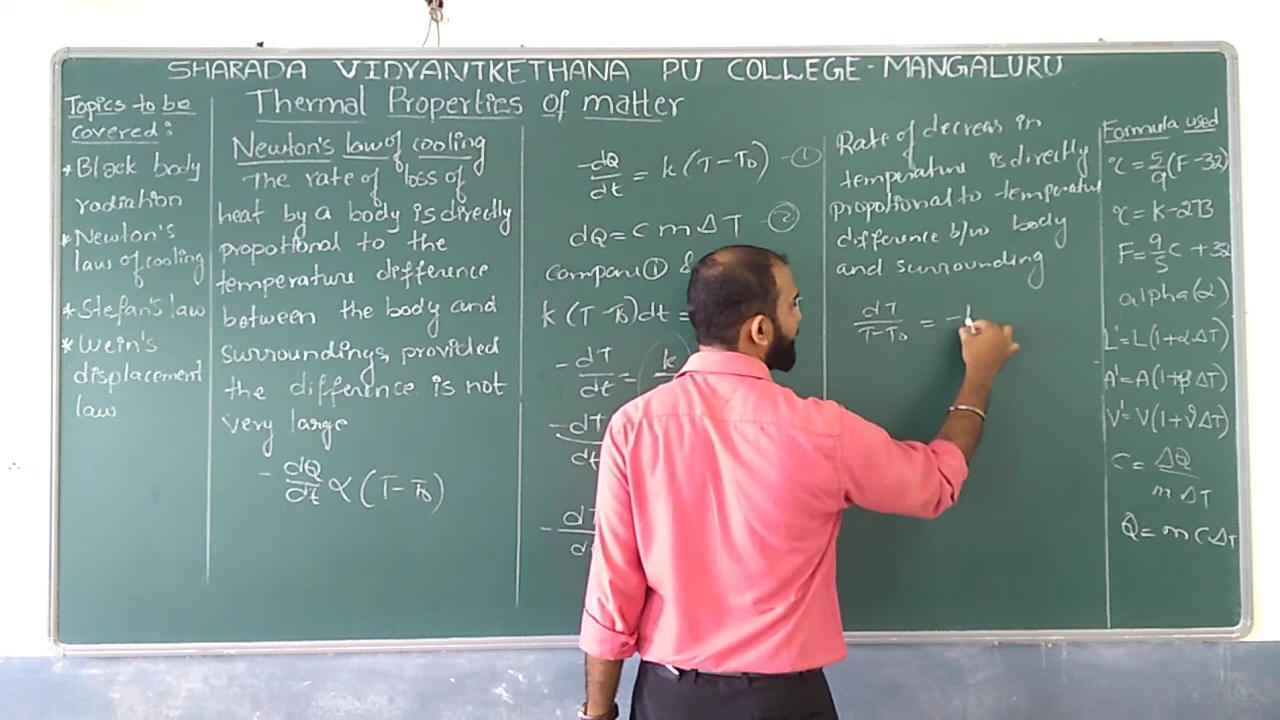 SHARADA VIDYANIKETHANA PU COLLEGE-MANGALURU
Thermal Properties of matter
Topics to be
covered:
* Black body
radiation
* Newton's
law of cooling
* Stefan's law
* Wein's
displacement
law
Newton's law of cooling
The rate of loss of
heat by a body is directly
propotional to the
temperature difference
between the body and
surroundings, provided
the difference is not
very large
-dQ/dt ∝ (T-T₀)
-dQ/dt = k(T-T₀) -①
dQ = c m ΔT -②
Compare ① &
k(T-T₀)dt =
-dT/dt = k
-dT/dt
-dT
Rate of decreas in
temperature is directly
proportional to temperatur
difference b/w body
and surrounding
dT/T-T₀ = -
Formula used
°C = 5/9(F-32)
°C = K-273
F = 9/5 C + 32
alpha(α)
L' = L(1+αΔT)
A' = A(1+βΔT)
V' = V(1+γΔT)
C = ΔQ/mΔT
Q = mCΔT